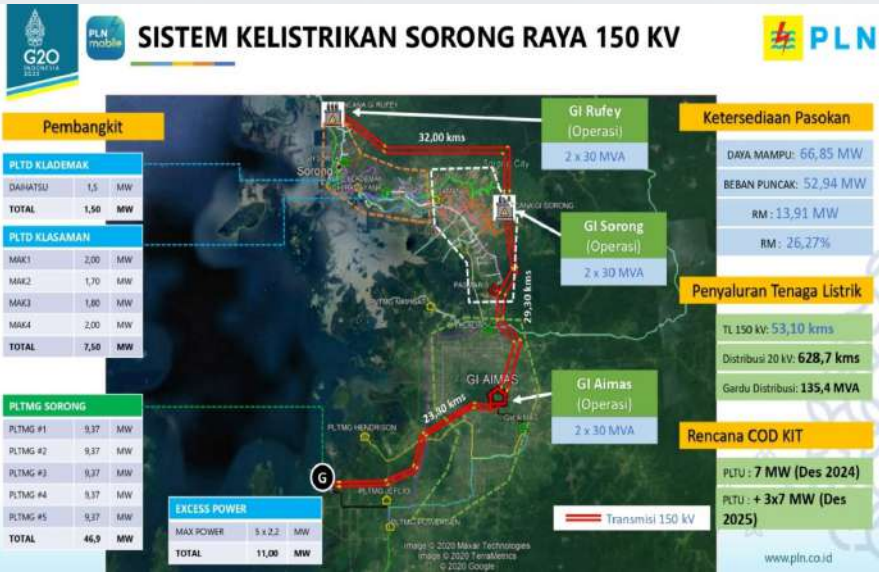 G20
INDONESIA
2022
PLN
mobile
SISTEM KELISTRIKAN SORONG RAYA 150 KV
PLN
Pembangkit
PLTD KLADEMAK
DAIHATSU 1,5 MW
TOTAL 1,50 MW
PLTD KLASAMAN
MAK1 2,00 MW
MAK2 1,70 MW
MAK3 1,80 MW
MAK4 2,00 MW
TOTAL 7,50 MW
PLTMG SORONG
PLTMG #1 9,37 MW
PLTMG #2 9,37 MW
PLTMG #3 9,37 MW
PLTMG #4 9,37 MW
PLTMG #5 9,37 MW
TOTAL 46,9 MW
EXCESS POWER
MAX POWER 5 x 2,2 MW
TOTAL 11,00 MW
RUFEY
32,00 kms
Sorong
City
GI SORONG
29,30 kms
GI AIMAS
23,30 kms
PLTMG HENDRISON
G
GI Rufey
(Operasi)
2 x 30 MVA
GI Sorong
(Operasi)
2 x 30 MVA
GI Aimas
(Operasi)
2 x 30 MVA
Transmisi 150 kV
image © 2020 Maxar Technologies
image © 2020 TerraMetrics
© 2020 Google
Ketersediaan Pasokan
DAYA MAMPU: 66,85 MW
BEBAN PUNCAK: 52,94 MW
RM : 13,91 MW
RM : 26,27%
Penyaluran Tenaga Listrik
TL 150 kV: 53,10 kms
Distribusi 20 kV: 628,7 kms
Gardu Distribusi: 135,4 MVA
Rencana COD KIT
PLTU : 7 MW (Des 2024)
PLTU : + 3x7 MW (Des
2025)
www.pln.co.id